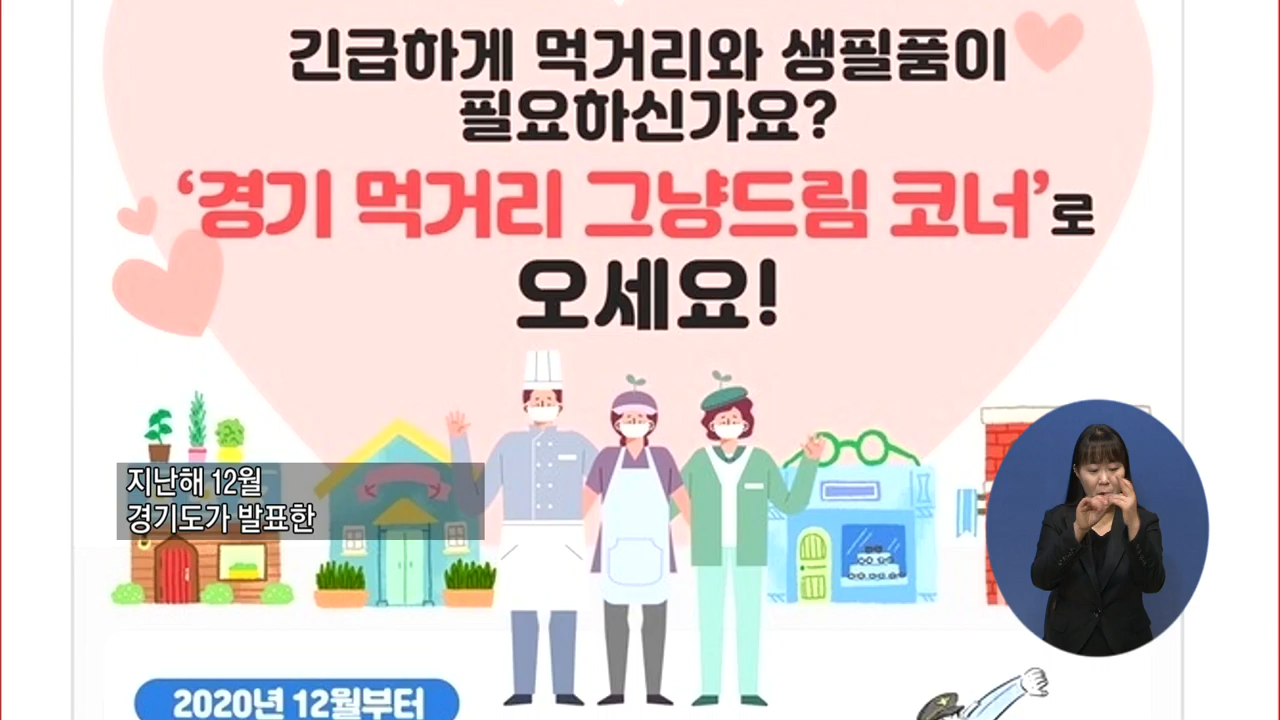 긴급하게 먹거리와 생필품이
필요하신가요?
‘경기 먹거리 그냥드림 코너’로
오세요!
지난해 12월
경기도가 발표한
2020년 12월부터